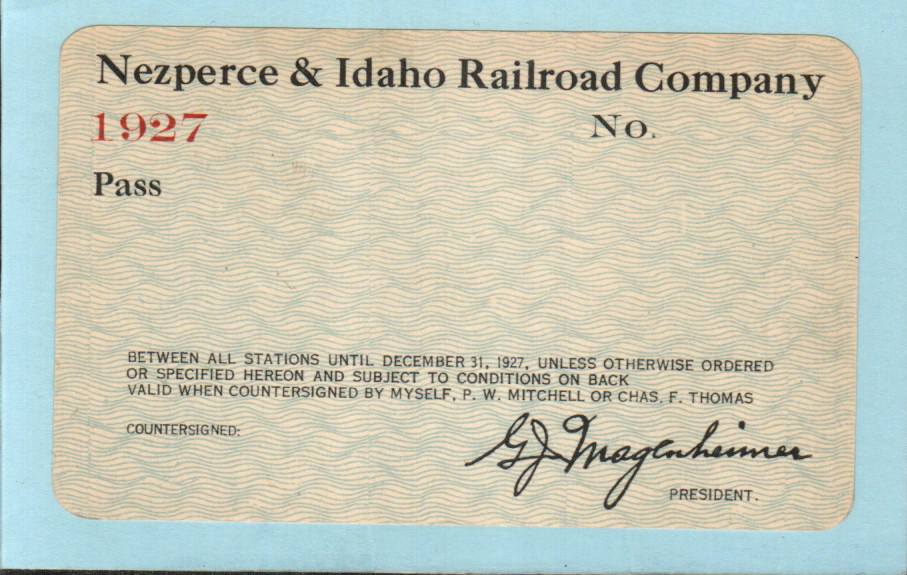 Nezperce & Idaho Railroad Company
1927 No.
Pass
BETWEEN ALL STATIONS UNTIL DECEMBER 31, 1927, UNLESS OTHERWISE ORDERED
OR SPECIFIED HEREON AND SUBJECT TO CONDITIONS ON BACK
VALID WHEN COUNTERSIGNED BY MYSELF, P. W. MITCHELL OR CHAS. F. THOMAS
COUNTERSIGNED:
GJ Magenheimer
PRESIDENT.